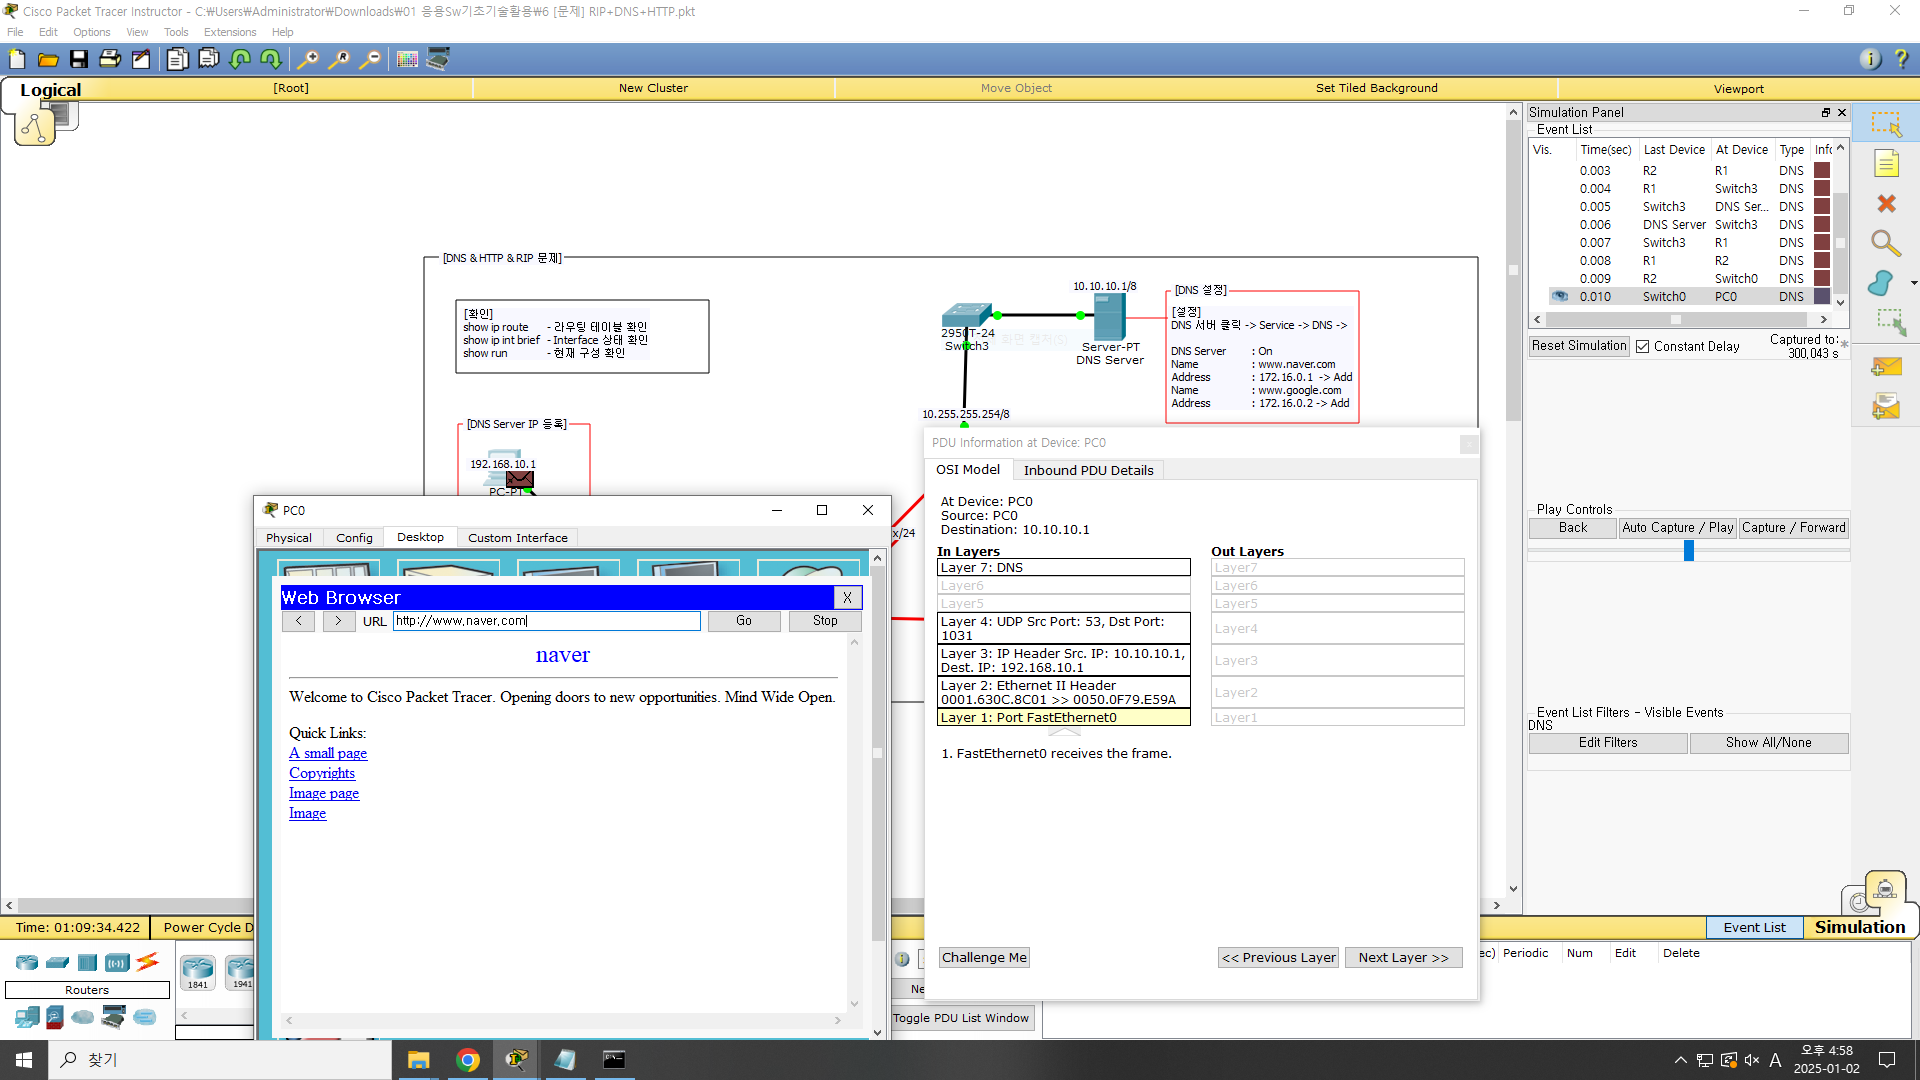 Cisco Packet Tracer Instructor - C:₩Users₩Administrator₩Downloads₩01 응용Sw기초기술활용₩6 [문제] RIP+DNS+HTTP.pkt
File Edit Options View Tools Extensions Help
Logical [Root] New Cluster Move Object Set Tiled Background Viewport
Simulation Panel
Event List
Vis. Time(sec) Last Device At Device Type Info
0.003 R2 R1 DNS
0.004 R1 Switch3 DNS
0.005 Switch3 DNS Ser... DNS
0.006 DNS Server Switch3 DNS
0.007 Switch3 R1 DNS
0.008 R1 R2 DNS
0.009 R2 Switch0 DNS
0.010 Switch0 PC0 DNS
Reset Simulation Constant Delay Captured to: 300,043 s
Play Controls
Back Auto Capture / Play Capture / Forward
Event List Filters - Visible Events
DNS
Edit Filters Show All/None
[DNS & HTTP & RIP 문제]
[확인]
show ip route - 라우팅 테이블 확인
show ip int brief - Interface 상태 확인
show run - 현재 구성 확인
[DNS Server IP 등록]
192.168.10.1
PC-PT
2950T-24
Switch3
화면 캡처(S)
10.10.10.1/8
Server-PT
DNS Server
10.255.255.254/8
x/24
[DNS 설정]
[설정]
DNS 서버 클릭 -> Service -> DNS ->
DNS Server : On
Name : www.naver.com
Address : 172.16.0.1 -> Add
Name : www.google.com
Address : 172.16.0.2 -> Add
PC0
Physical Config Desktop Custom Interface
Web Browser X
< > URL http://www.naver.com Go Stop
naver
Welcome to Cisco Packet Tracer. Opening doors to new opportunities. Mind Wide Open.
Quick Links:
A small page
Copyrights
Image page
Image
PDU Information at Device: PC0
OSI Model Inbound PDU Details
At Device: PC0
Source: PC0
Destination: 10.10.10.1
In Layers Out Layers
Layer 7: DNS Layer7
Layer6 Layer6
Layer5 Layer5
Layer 4: UDP Src Port: 53, Dst Port: 1031 Layer4
Layer 3: IP Header Src. IP: 10.10.10.1, Dest. IP: 192.168.10.1 Layer3
Layer 2: Ethernet II Header 0001.630C.8C01 >> 0050.0F79.E59A Layer2
Layer 1: Port FastEthernet0 Layer1
1. FastEthernet0 receives the frame.
Challenge Me << Previous Layer Next Layer >>
Time: 01:09:34.422 Power Cycle D
Event List Simulation
Routers
1841 1941
Ne
Toggle PDU List Window
ec) Periodic Num Edit Delete
찾기
A 오후 4:58
2025-01-02